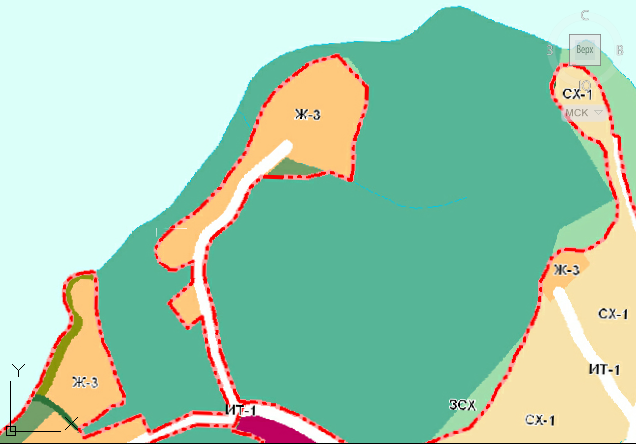 С
З Верх В
Ю
МСК
СХ-1
Ж-3
Ж-3
СХ-1
ИТ-1
Ж-3
ИТ-1
ЗСХ
СХ-1
Y
X